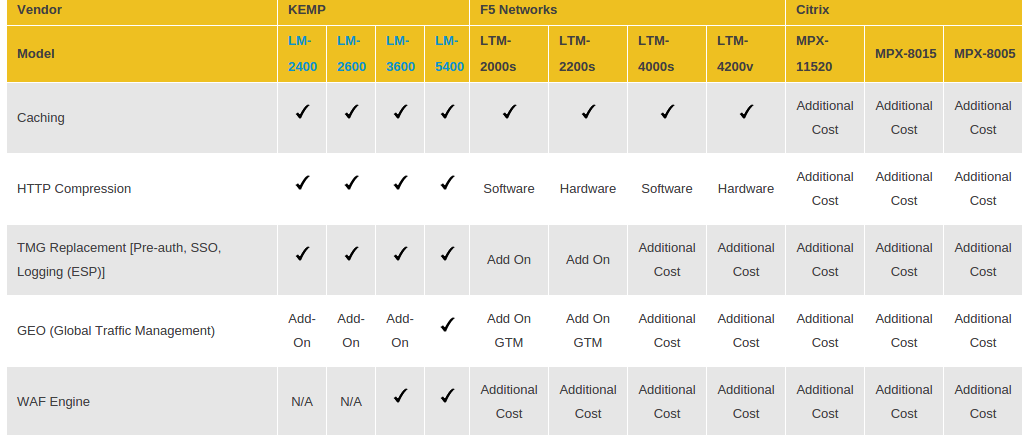 Vendor KEMP F5 Networks Citrix
Model LM-2400 LM-2600 LM-3600 LM-5400 LTM-2000s LTM-2200s LTM-4000s LTM-4200v MPX-11520 MPX-8015 MPX-8005
Caching ✓ ✓ ✓ ✓ ✓ ✓ ✓ ✓ Additional Cost Additional Cost Additional Cost
HTTP Compression ✓ ✓ ✓ ✓ Software Hardware Software Hardware Additional Cost Additional Cost Additional Cost
TMG Replacement [Pre-auth, SSO, Logging (ESP)] ✓ ✓ ✓ ✓ Add On Add On Additional Cost Additional Cost Additional Cost Additional Cost Additional Cost
GEO (Global Traffic Management) Add-On Add-On Add-On ✓ Add On GTM Add On GTM Additional Cost Additional Cost Additional Cost Additional Cost Additional Cost
WAF Engine N/A N/A ✓ ✓ Additional Cost Additional Cost Additional Cost Additional Cost Additional Cost Additional Cost Additional Cost